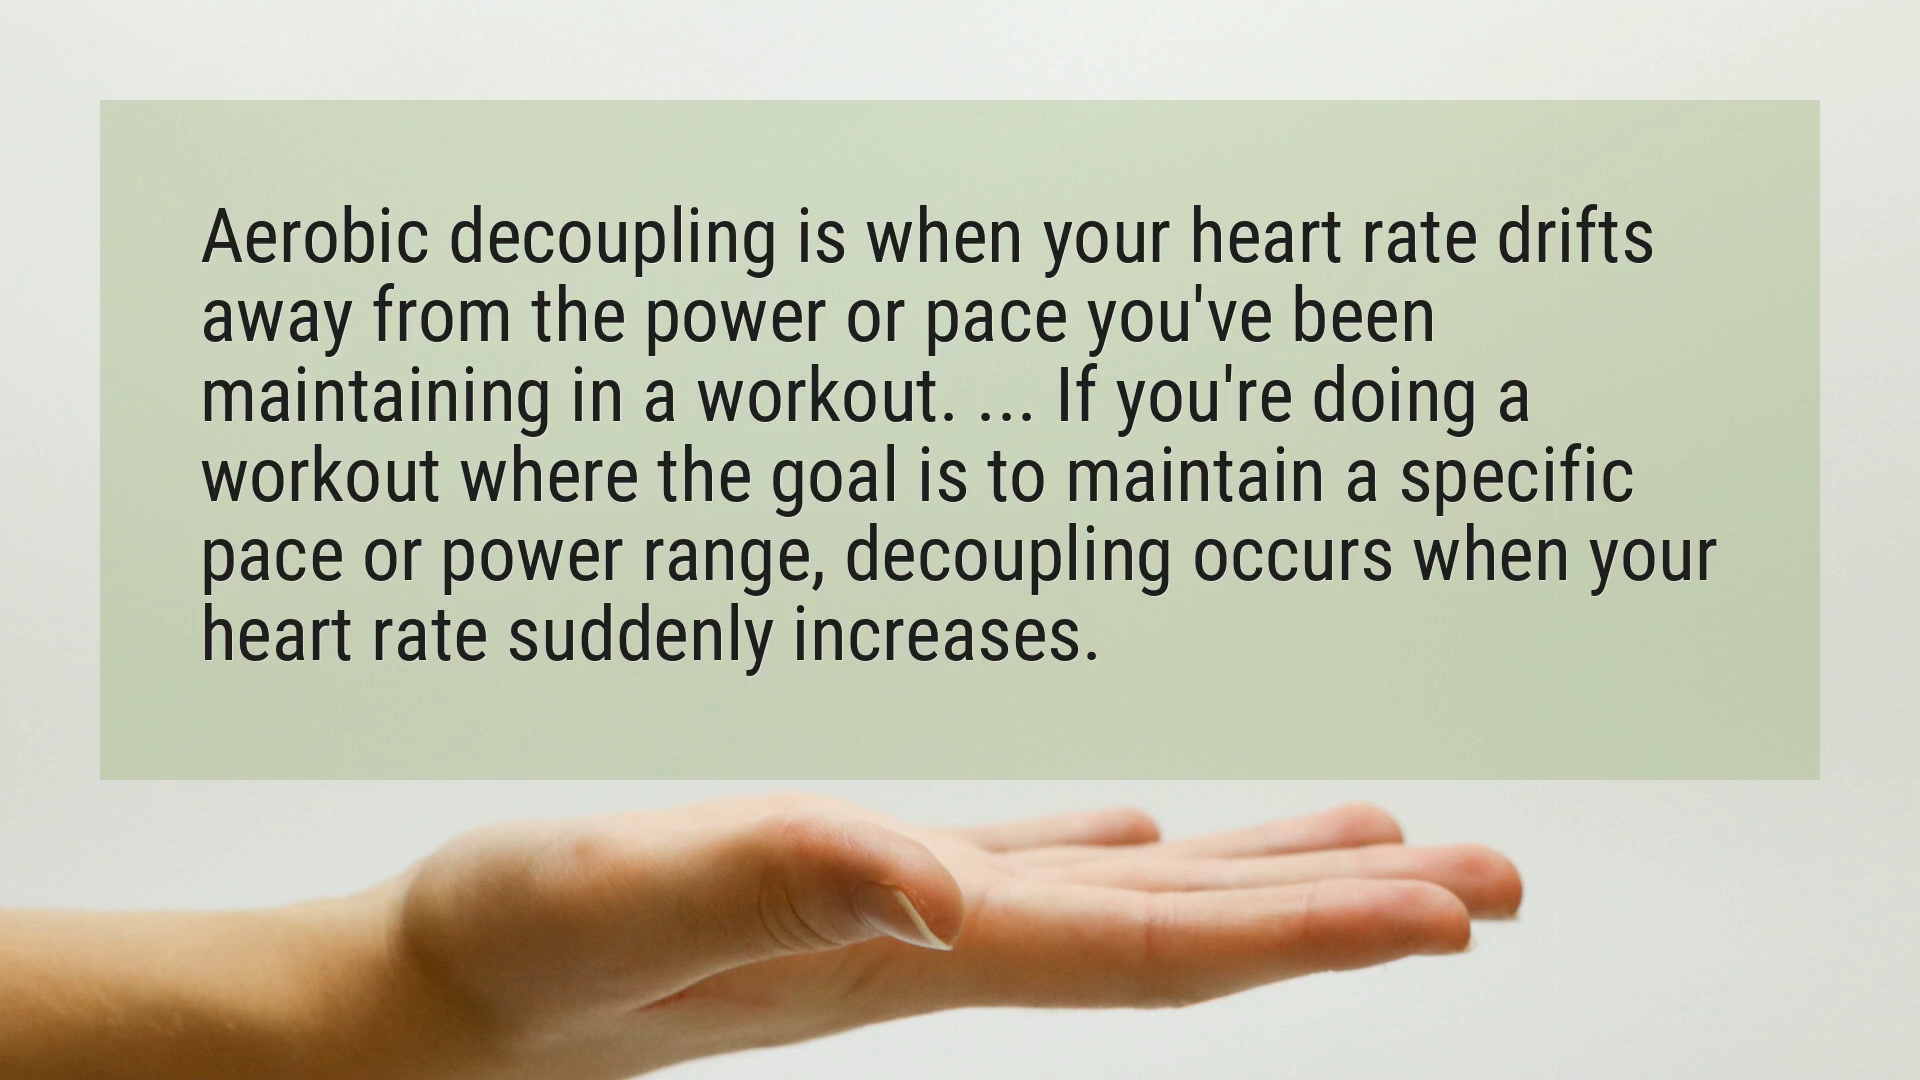 Aerobic decoupling is when your heart rate drifts
away from the power or pace you've been
maintaining in a workout. ... If you're doing a
workout where the goal is to maintain a specific
pace or power range, decoupling occurs when your
heart rate suddenly increases.